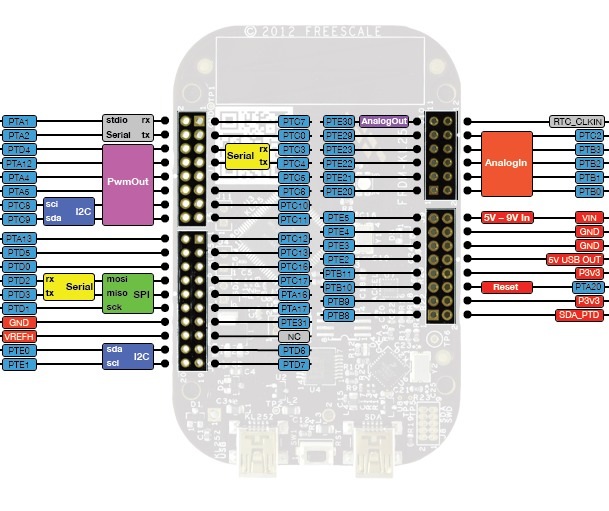 © 2012 FREESCALE
PTA1 stdio rx
PTA2 Serial tx
PTD4
PTA12
PTA4 PwmOut
PTA5
PTC8 scl I2C
PTC9 sda
PTA13
PTD5
PTD0
PTD2 rx Serial mosi
PTD3 tx miso SPI
PTD1 sck
GND
VREFH
PTE0 sda I2C
PTE1 scl
PTC7
PTC0
Serial rx PTC3
tx PTC4
PTC5
PTC6
PTC10
PTC11
PTC12
PTC13
PTC16
PTC17
PTA16
PTA17
PTE31
NC
PTD6
PTD7
PTE30 AnalogOut
PTE29
PTE23
PTE22
PTE21
PTE20
PTE5
PTE4
PTE3
PTE2
PTB11
PTB10
PTB9
PTB8
RTC_CLKIN
AnalogIn
PTC2
PTB3
PTB2
PTB1
PTB0
5V – 9V In VIN
GND
GND
5V USB OUT
P3V3
Reset PTA20
P3V3
SDA_PTD